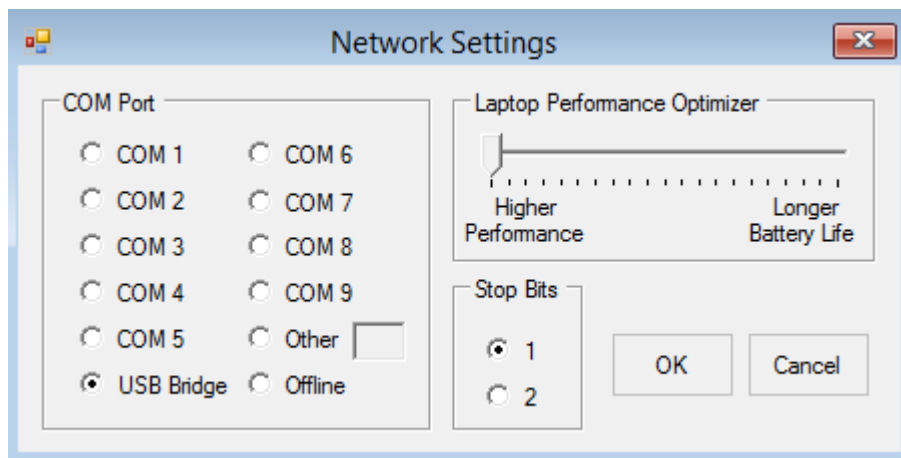 Network Settings
COM Port
COM 1
COM 2
COM 3
COM 4
COM 5
USB Bridge
COM 6
COM 7
COM 8
COM 9
Other
Offline
Laptop Performance Optimizer
Higher
Performance
Longer
Battery Life
Stop Bits
1
2
OK
Cancel